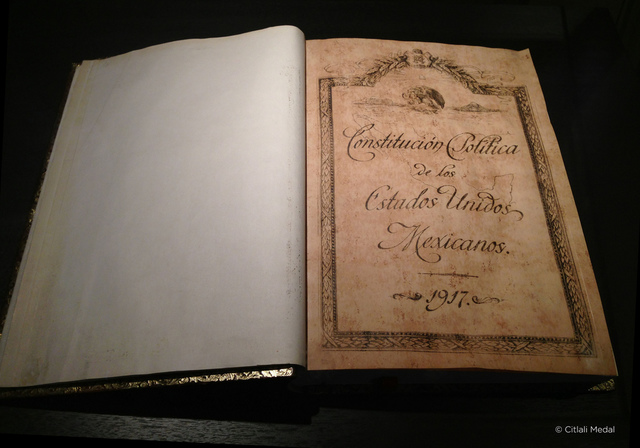 Constitución Política
de los
Estados Unidos
Mexicanos.
.1917.
© Citlali Medal